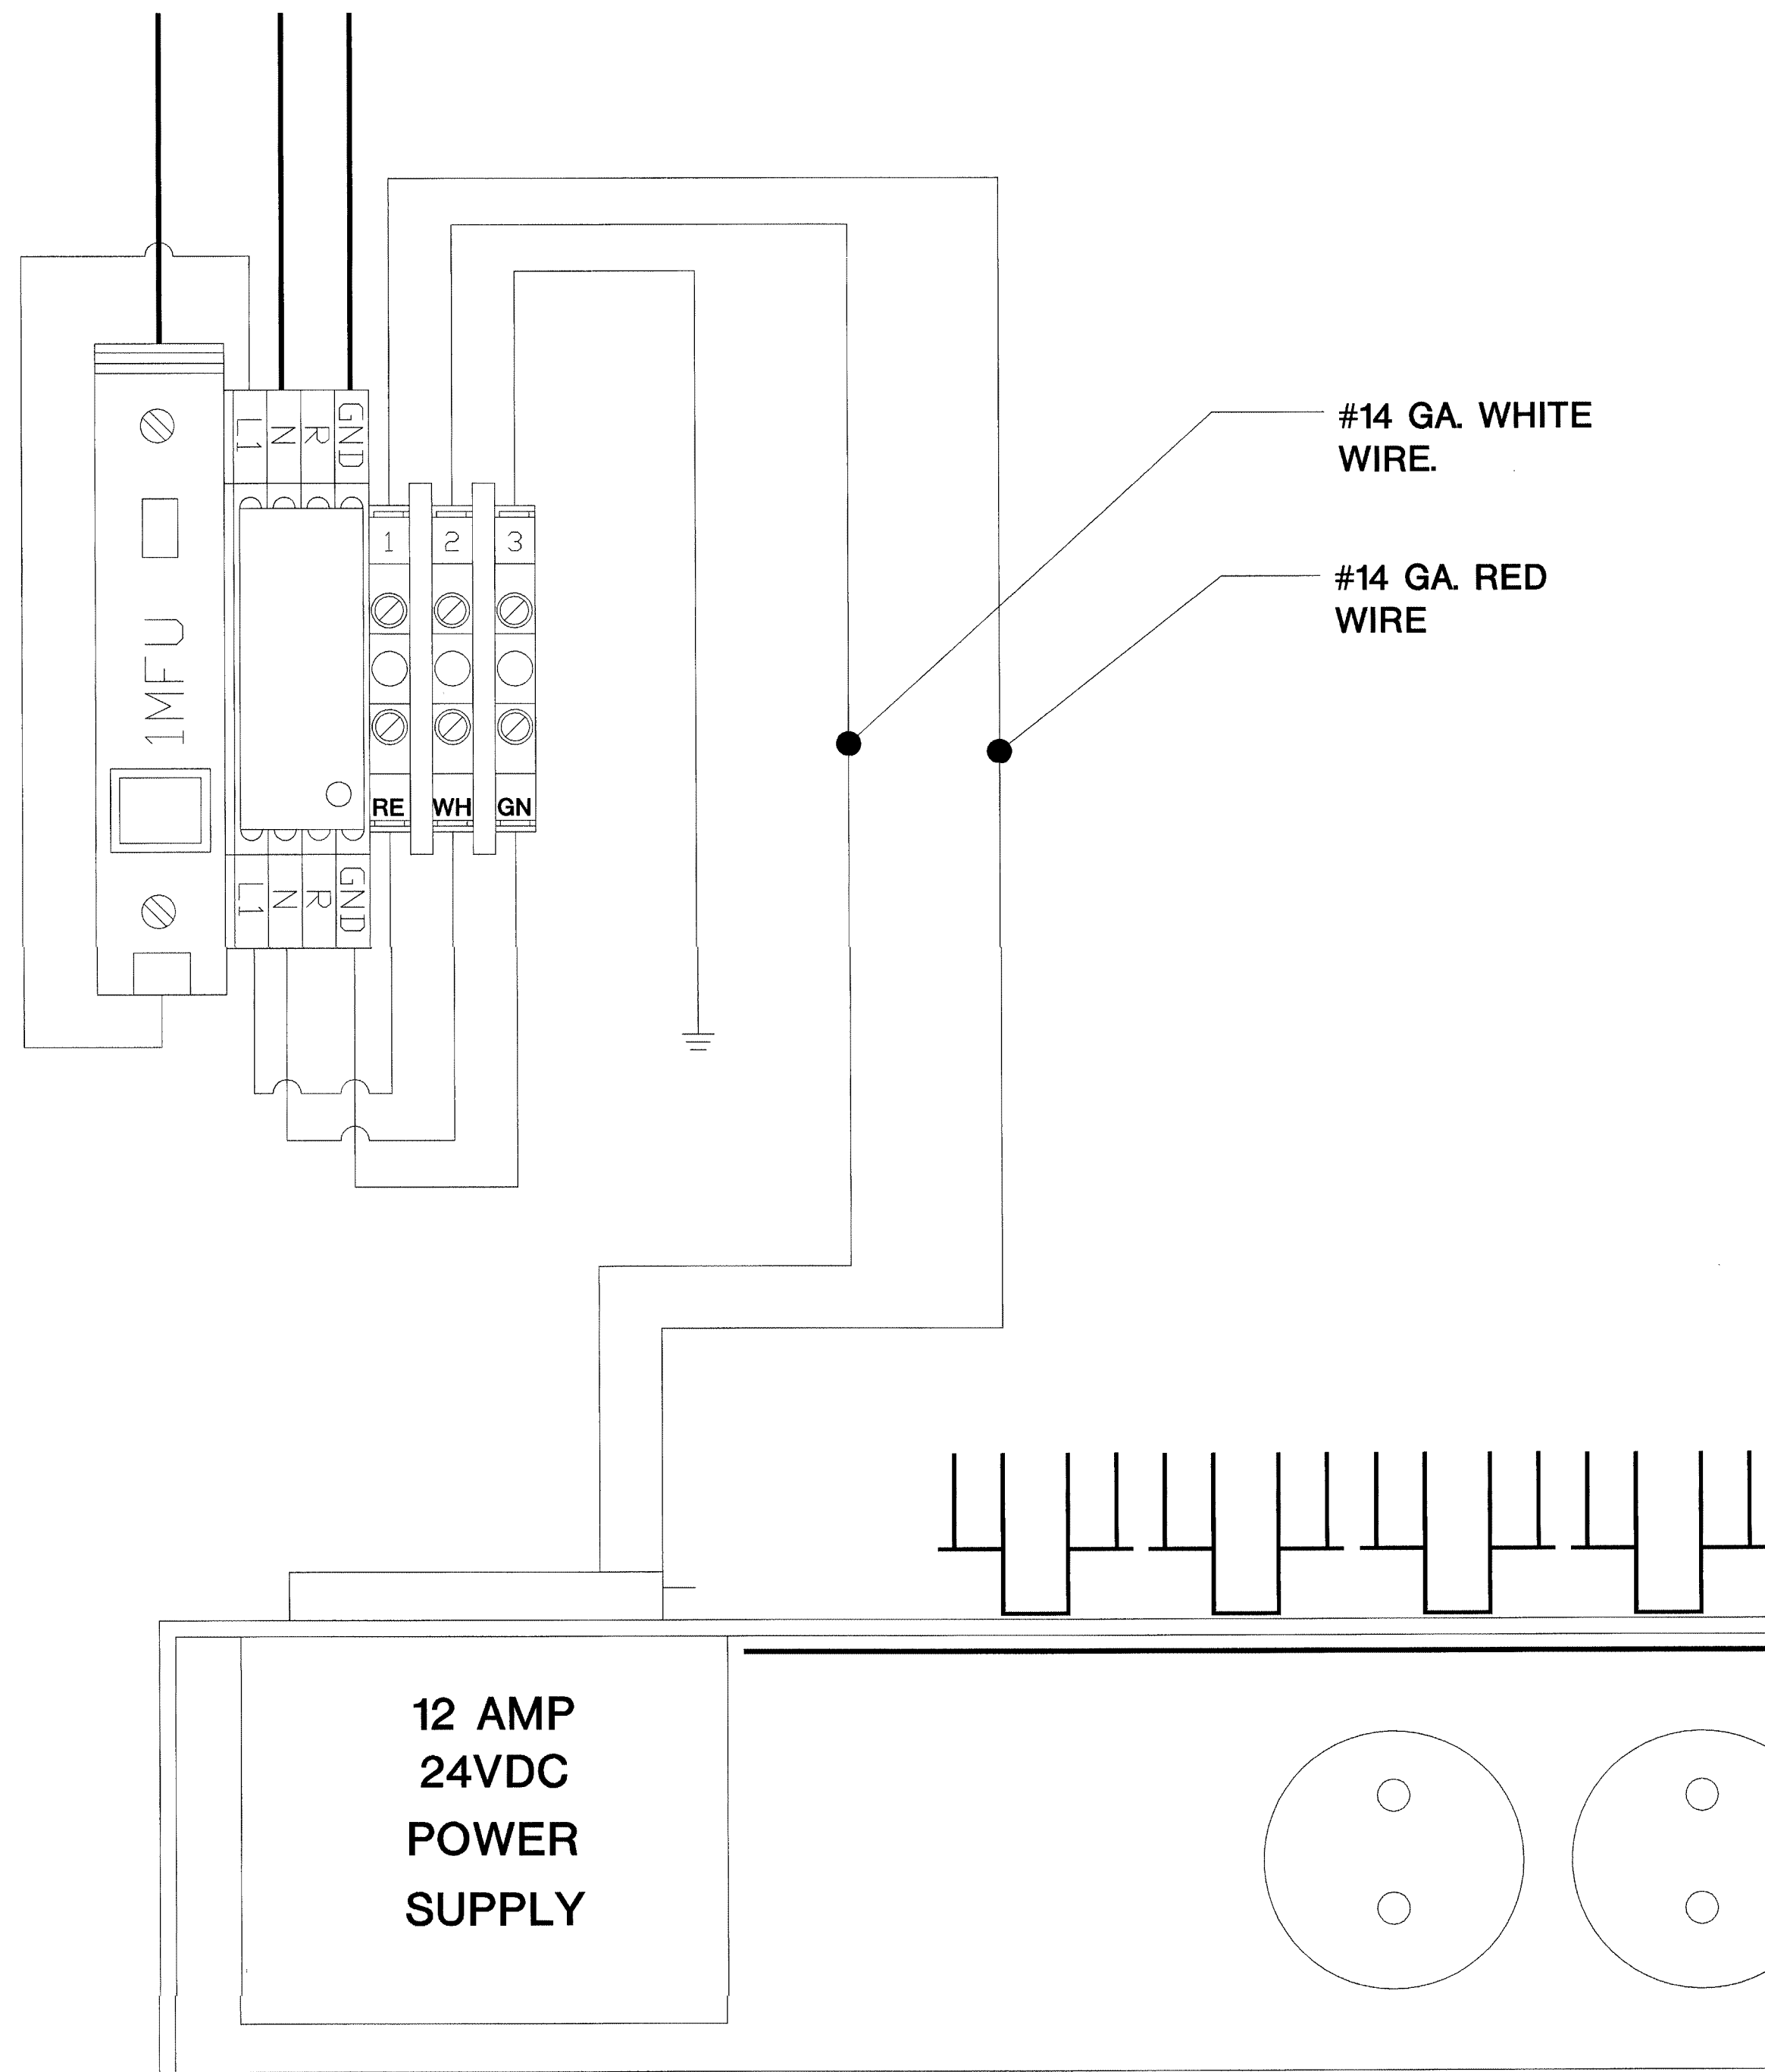 L1 N R GND
#14 GA. WHITE
WIRE.
1 2 3
#14 GA. RED
WIRE
1MFU
RE WH GN
L1 N R GND
12 AMP
24VDC
POWER
SUPPLY